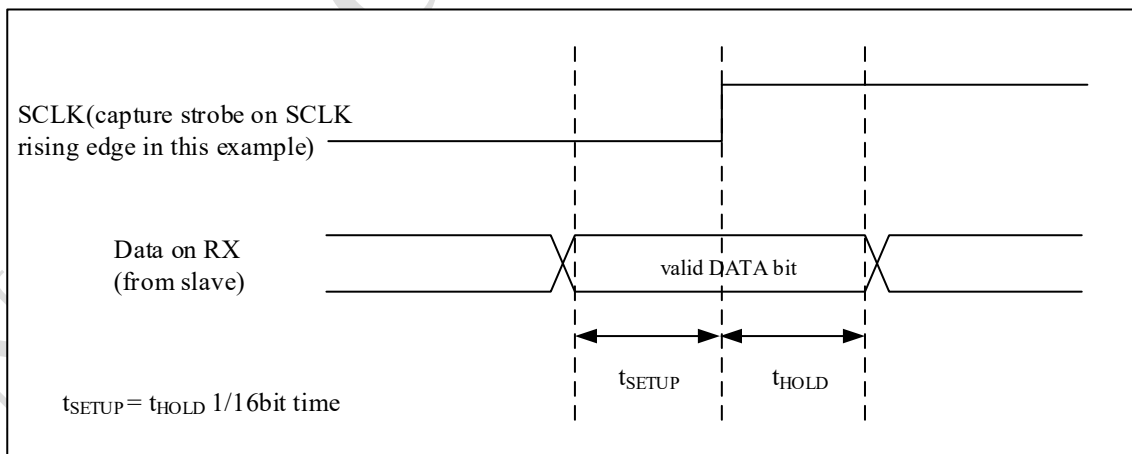 SCLK(capture strobe on SCLK
rising edge in this example)
Data on RX
(from slave)
valid DATA bit
tSETUP
tHOLD
tSETUP= tHOLD 1/16bit time